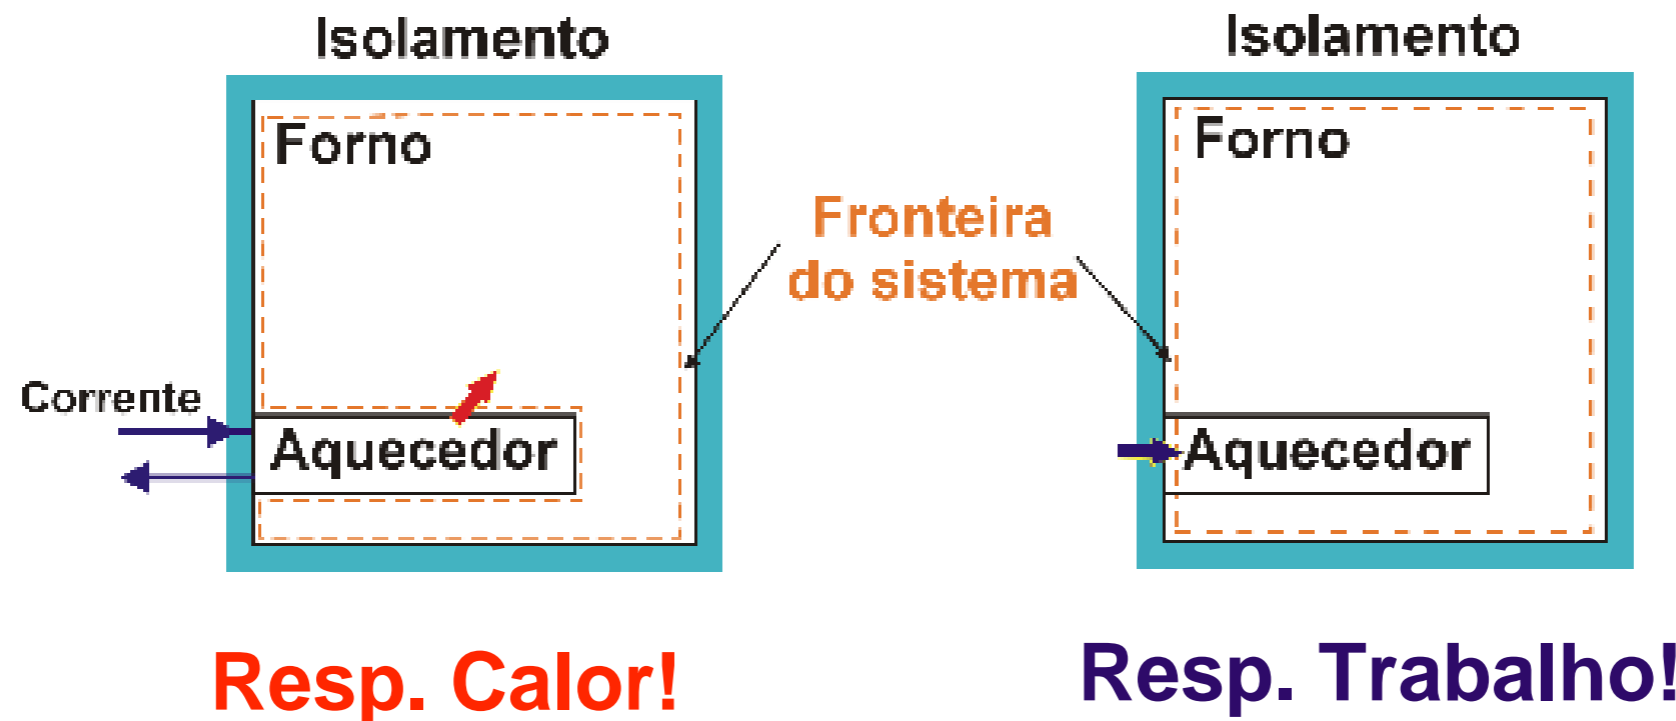 Isolamento
Forno
Corrente
Aquecedor
Resp. Calor!
Fronteira
do sistema
Isolamento
Forno
Aquecedor
Resp. Trabalho!